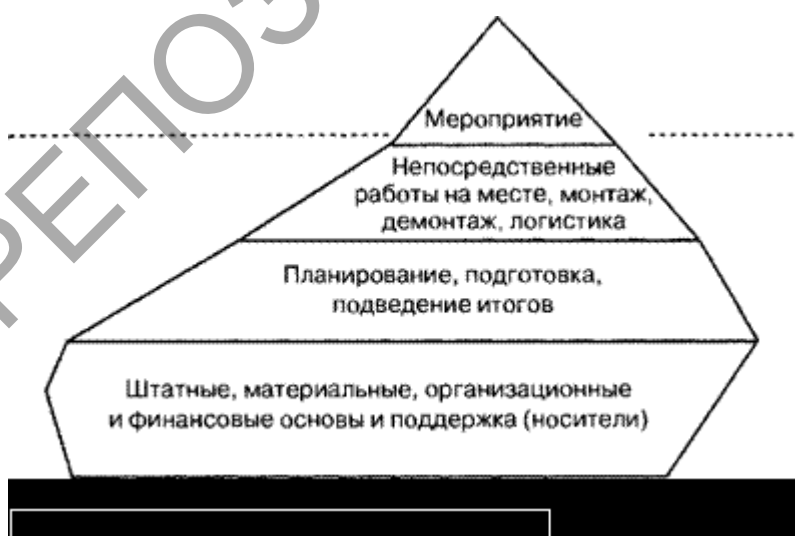 РЕПОЗ
Мероприятие
Непосредственные
работы на месте, монтаж,
демонтаж, логистика
Планирование, подготовка,
подведение итогов
Штатные, материальные, организационные
и финансовые основы и поддержка (носители)